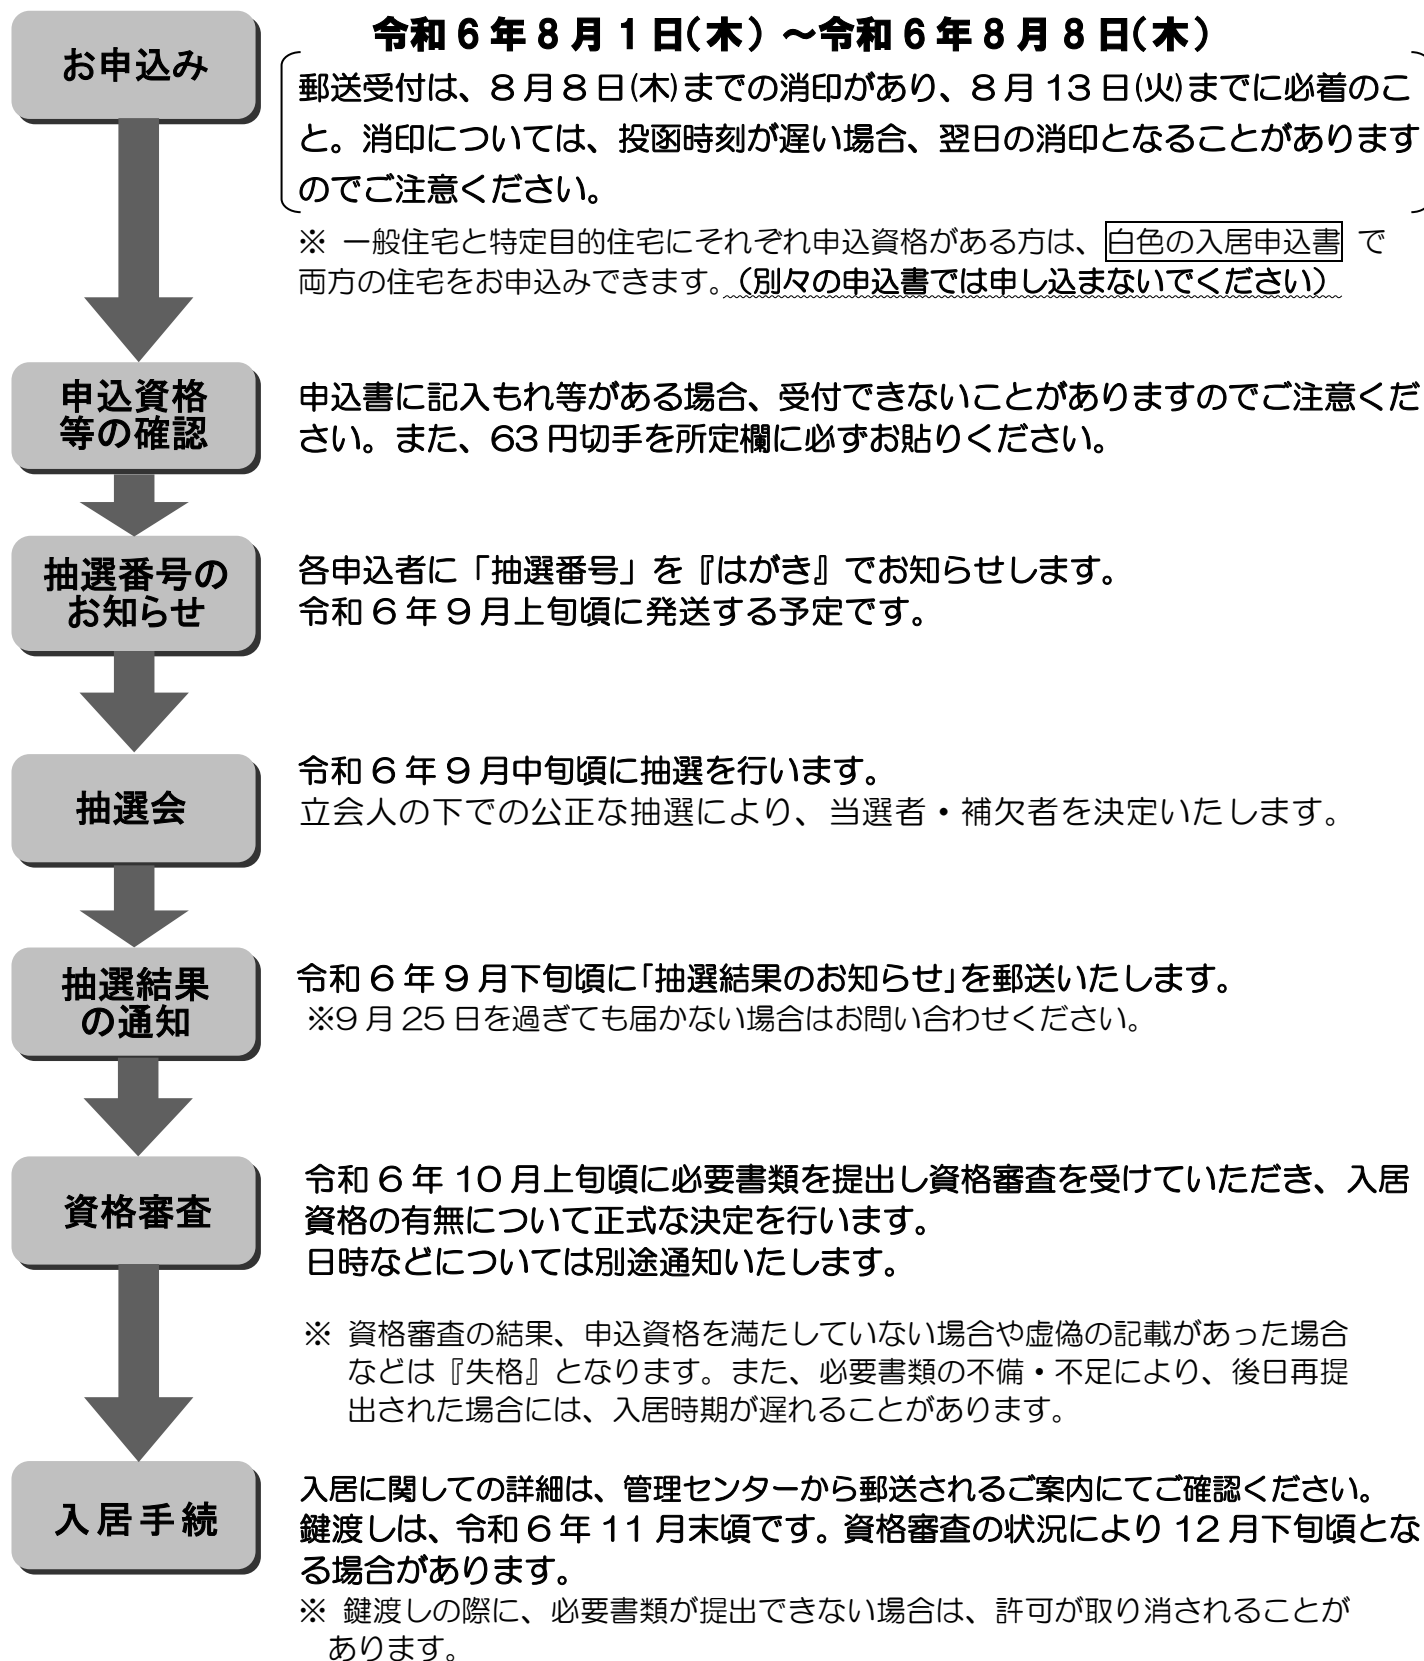 お申込み
令和6年8月1日(木)～令和6年8月8日(木)
郵送受付は、8月8日(木)までの消印があり、8月13日(火)までに必着のこ
と。消印については、投函時刻が遅い場合、翌日の消印となることがあります
のでご注意ください。
※ 一般住宅と特定目的住宅にそれぞれ申込資格がある方は、白色の入居申込書 で
両方の住宅をお申込みできます。(別々の申込書では申し込まないでください)
申込資格
等の確認
申込書に記入もれ等がある場合、受付できないことがありますのでご注意くだ
さい。また、63円切手を所定欄に必ずお貼りください。
抽選番号の
お知らせ
各申込者に「抽選番号」を『はがき』でお知らせします。
令和6年9月上旬頃に発送する予定です。
抽選会
令和6年9月中旬頃に抽選を行います。
立会人の下での公正な抽選により、当選者・補欠者を決定いたします。
抽選結果
の通知
令和6年9月下旬頃に「抽選結果のお知らせ」を郵送いたします。
※9月25日を過ぎても届かない場合はお問い合わせください。
資格審査
令和6年10月上旬頃に必要書類を提出し資格審査を受けていただき、入居
資格の有無について正式な決定を行います。
日時などについては別途通知いたします。
※ 資格審査の結果、申込資格を満たしていない場合や虚偽の記載があった場合
などは『失格』となります。また、必要書類の不備・不足により、後日再提
出された場合には、入居時期が遅れることがあります。
入居手続
入居に関しての詳細は、管理センターから郵送されるご案内にてご確認ください。
鍵渡しは、令和6年11月末頃です。資格審査の状況により12月下旬頃とな
る場合があります。
※ 鍵渡しの際に、必要書類が提出できない場合は、許可が取り消されることが
あります。